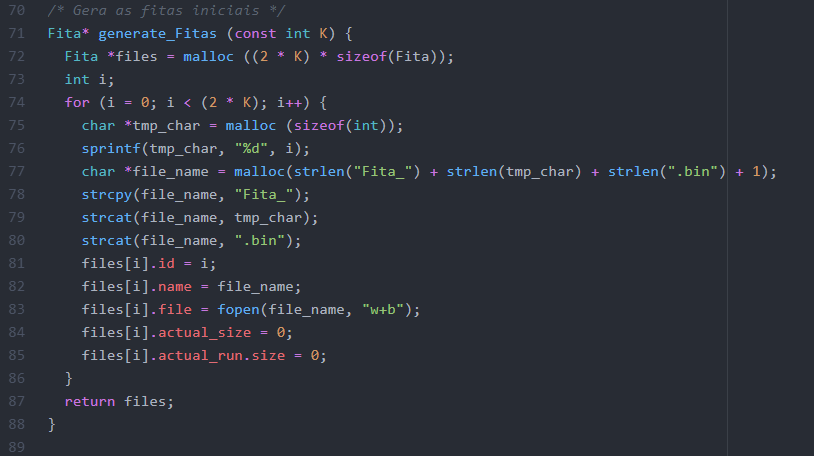 70 /* Gera as fitas iniciais */
71 Fita* generate_Fitas (const int K) {
72   Fita *files = malloc ((2 * K) * sizeof(Fita));
73   int i;
74   for (i = 0; i < (2 * K); i++) {
75     char *tmp_char = malloc (sizeof(int));
76     sprintf(tmp_char, "%d", i);
77     char *file_name = malloc(strlen("Fita_") + strlen(tmp_char) + strlen(".bin") + 1);
78     strcpy(file_name, "Fita_");
79     strcat(file_name, tmp_char);
80     strcat(file_name, ".bin");
81     files[i].id = i;
82     files[i].name = file_name;
83     files[i].file = fopen(file_name, "w+b");
84     files[i].actual_size = 0;
85     files[i].actual_run.size = 0;
86   }
87   return files;
88 }
89